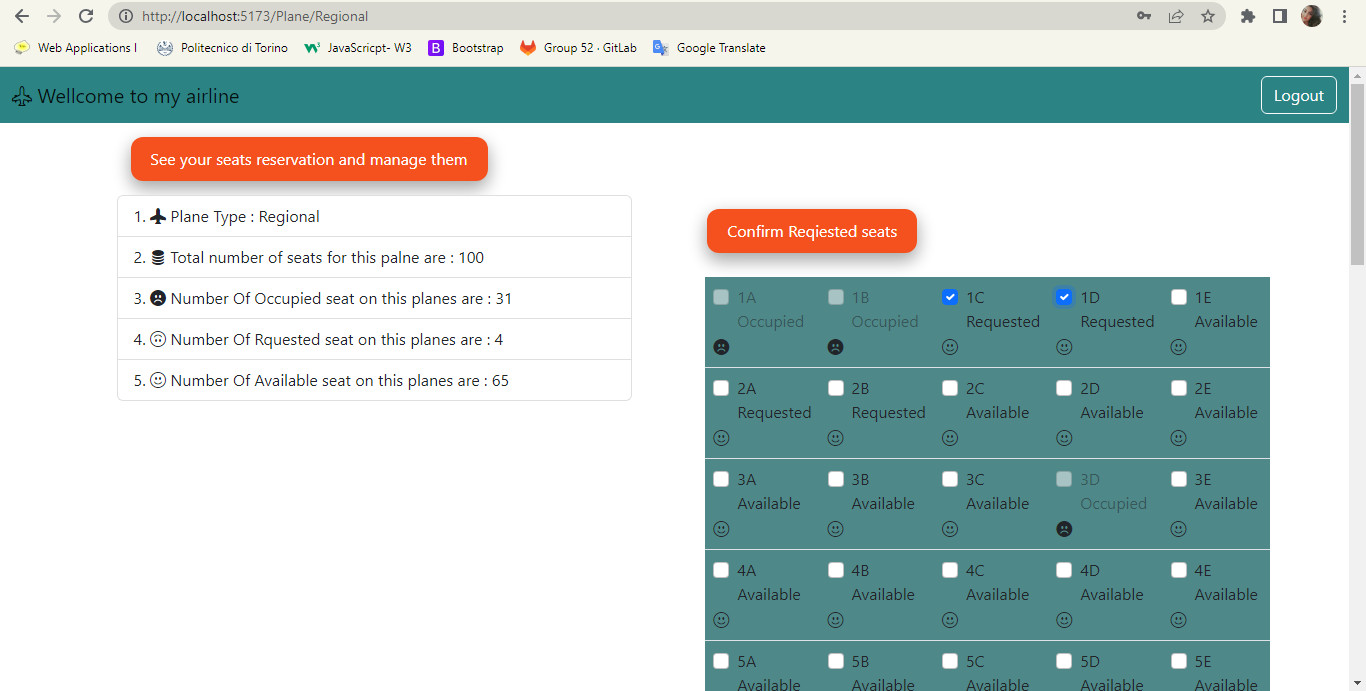 http://localhost:5173/Plane/Regional
Web Applications I Politecnico di Torino JavaScricpt- W3 Bootstrap Group 52 · GitLab Google Translate
Wellcome to my airline Logout
See your seats reservation and manage them
1. Plane Type : Regional
2. Total number of seats for this palne are : 100
3. Number Of Occupied seat on this planes are : 31
4. Number Of Rquested seat on this planes are : 4
5. Number Of Available seat on this planes are : 65
Confirm Reqiested seats
1A 1B 1C 1D 1E
Occupied Occupied Requested Requested Available
2A 2B 2C 2D 2E
Requested Requested Available Available Available
3A 3B 3C 3D 3E
Available Available Available Occupied Available
4A 4B 4C 4D 4E
Available Available Available Available Available
5A 5B 5C 5D 5E
Available Available Available Available Available